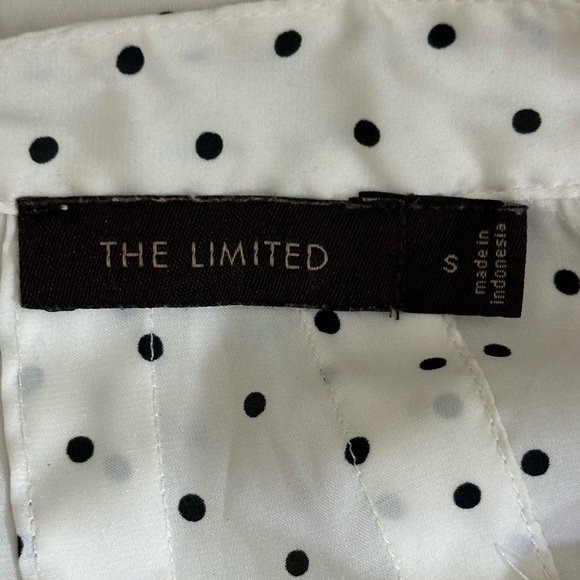 THE LIMITED
S
made in
indonesia